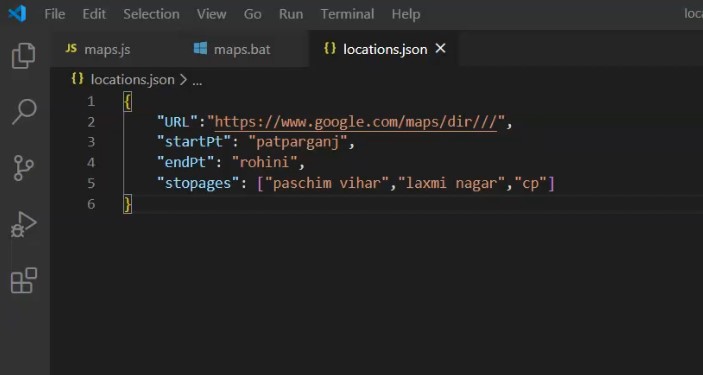 File Edit Selection View Go Run Terminal Help
JS maps.js maps.bat {} locations.json ×
{} locations.json > ...
1 {
2 "URL":"https://www.google.com/maps/dir///",
3 "startPt": "patparganj",
4 "endPt": "rohini",
5 "stopages": ["paschim vihar","laxmi nagar","cp"]
6 }